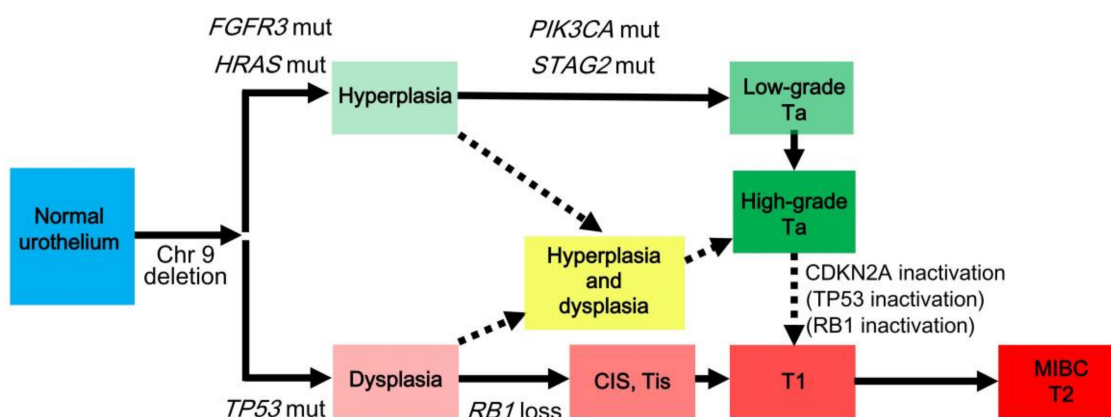 FGFR3 mut
HRAS mut
PIK3CA mut
STAG2 mut
Hyperplasia
Low-grade
Ta
High-grade
Ta
Normal
urothelium
Chr 9
deletion
Hyperplasia
and
dysplasia
CDKN2A inactivation
(TP53 inactivation)
(RB1 inactivation)
Dysplasia
TP53 mut
RB1 loss
CIS, Tis
T1
MIBC
T2